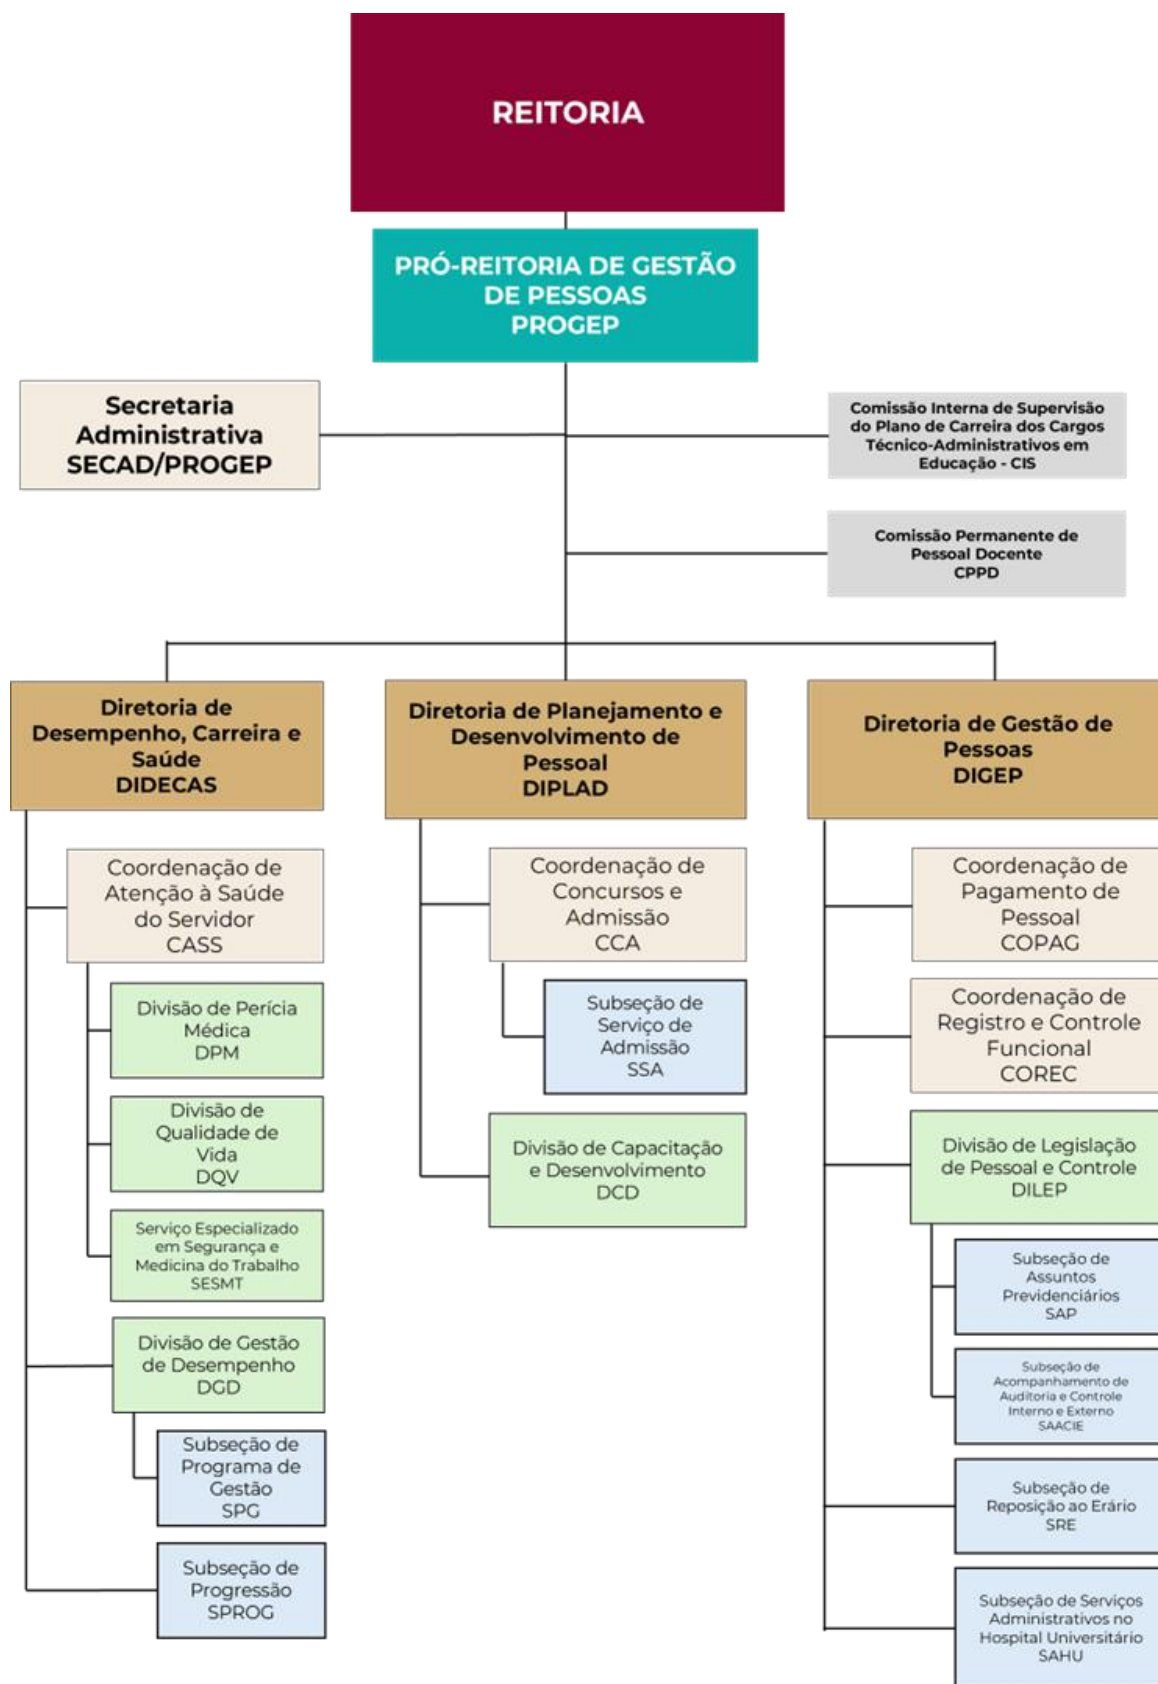 REITORIA
PRÓ-REITORIA DE GESTÃO
DE PESSOAS
PROGEP
Secretaria
Administrativa
SECAD/PROGEP
Comissão Interna de Supervisão
do Plano de Carreira dos Cargos
Técnico-Administrativos em
Educação - CIS
Comissão Permanente de
Pessoal Docente
CPPD
Diretoria de
Desempenho, Carreira e
Saúde
DIDECAS
Coordenação de
Atenção à Saúde
do Servidor
CASS
Divisão de Perícia
Médica
DPM
Divisão de
Qualidade de
Vida
DQV
Serviço Especializado
em Segurança e
Medicina do Trabalho
SESMT
Divisão de Gestão
de Desempenho
DGD
Subseção de
Programa de
Gestão
SPG
Subseção de
Progressão
SPROG
Diretoria de Planejamento e
Desenvolvimento de
Pessoal
DIPLAD
Coordenação de
Concursos e
Admissão
CCA
Subseção de
Serviço de
Admissão
SSA
Divisão de Capacitação
e Desenvolvimento
DCD
Diretoria de Gestão de
Pessoas
DIGEP
Coordenação de
Pagamento de
Pessoal
COPAG
Coordenação de
Registro e Controle
Funcional
COREC
Divisão de Legislação
de Pessoal e Controle
DILEP
Subseção de
Assuntos
Previdenciários
SAP
Subseção de
Acompanhamento de
Auditoria e Controle
Interno e Externo
SAACIE
Subseção de
Reposição ao Erário
SRE
Subseção de Serviços
Administrativos no
Hospital Universitário
SAHU